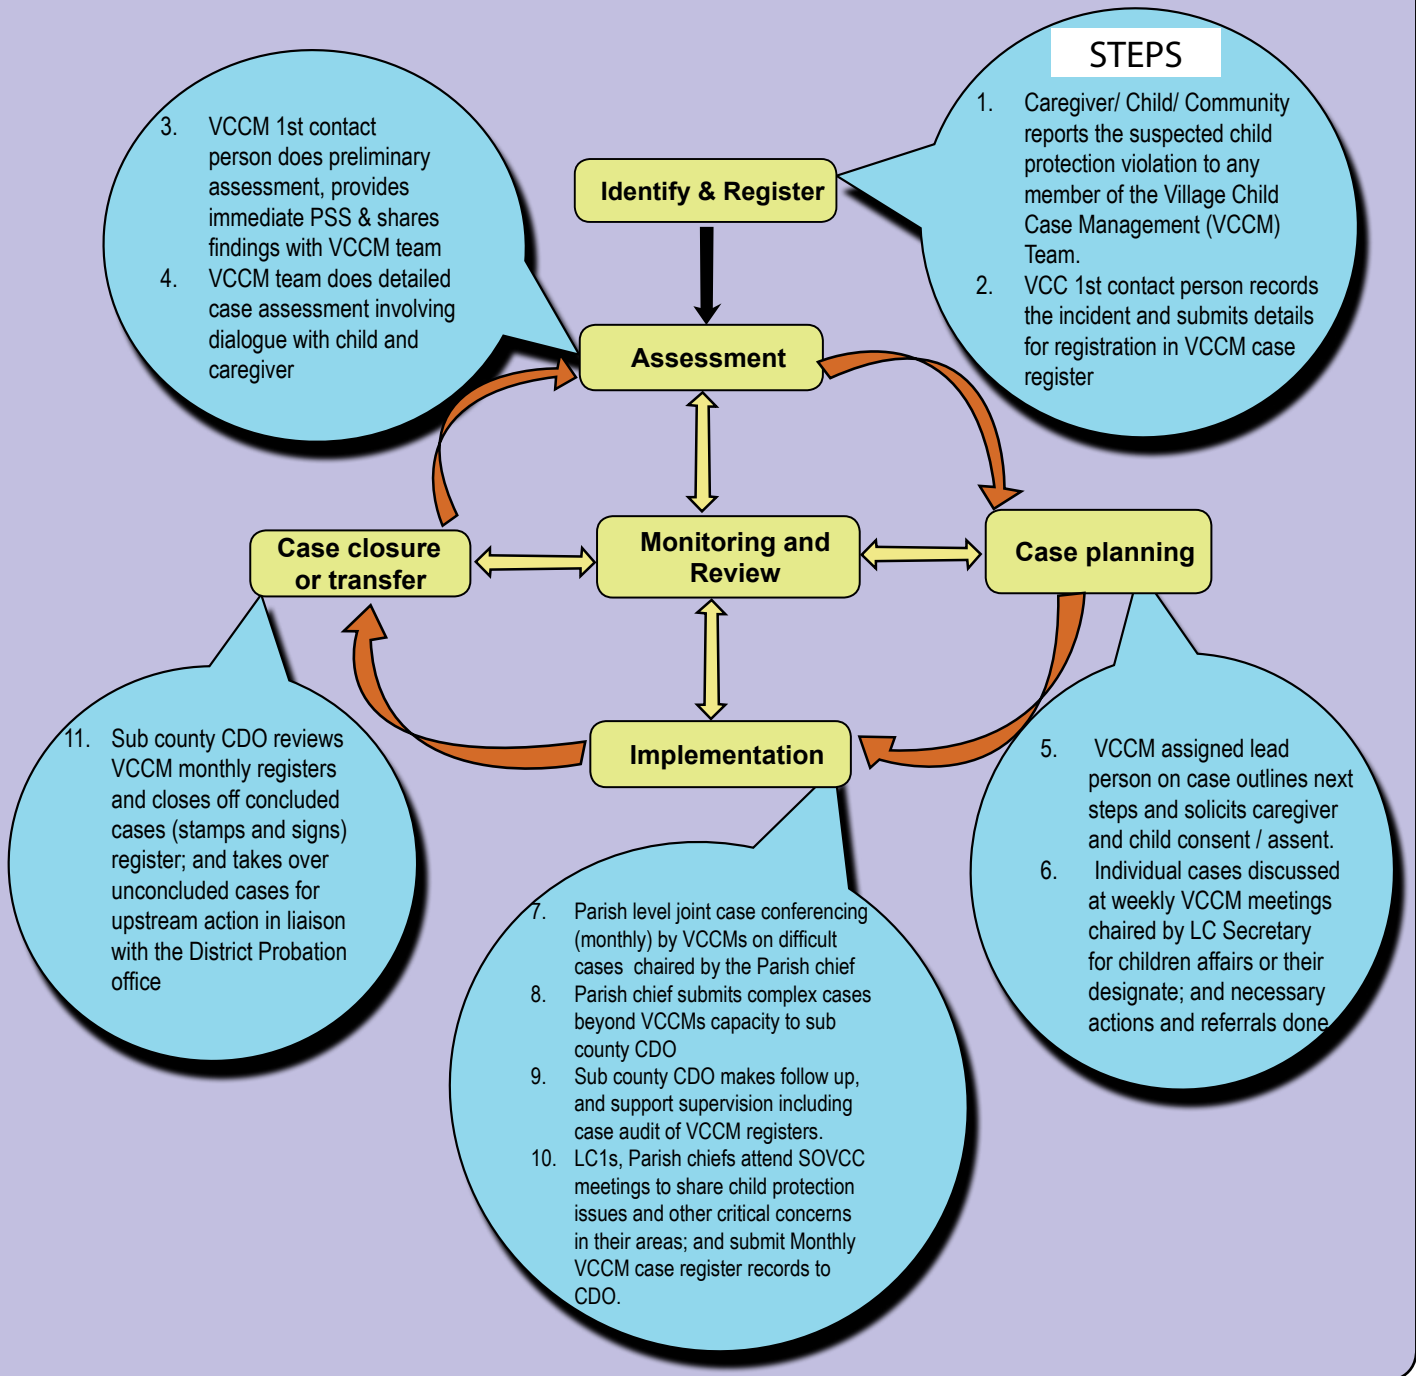 STEPS
1. Caregiver/ Child/ Community
reports the suspected child
protection violation to any
member of the Village Child
Case Management (VCCM)
Team.
2. VCC 1st contact person records
the incident and submits details
for registration in VCCM case
register
Identify & Register
3. VCCM 1st contact
person does preliminary
assessment, provides
immediate PSS & shares
findings with VCCM team
4. VCCM team does detailed
case assessment involving
dialogue with child and
caregiver
Assessment
Case closure
or transfer
Monitoring and
Review
Case planning
Implementation
5. VCCM assigned lead
person on case outlines next
steps and solicits caregiver
and child consent / assent.
6. Individual cases discussed
at weekly VCCM meetings
chaired by LC Secretary
for children affairs or their
designate; and necessary
actions and referrals done
7. Parish level joint case conferencing
(monthly) by VCCMs on difficult
cases chaired by the Parish chief
8. Parish chief submits complex cases
beyond VCCMs capacity to sub
county CDO
9. Sub county CDO makes follow up,
and support supervision including
case audit of VCCM registers.
10. LC1s, Parish chiefs attend SOVCC
meetings to share child protection
issues and other critical concerns
in their areas; and submit Monthly
VCCM case register records to
CDO.
11. Sub county CDO reviews
VCCM monthly registers
and closes off concluded
cases (stamps and signs)
register; and takes over
unconcluded cases for
upstream action in liaison
with the District Probation
office